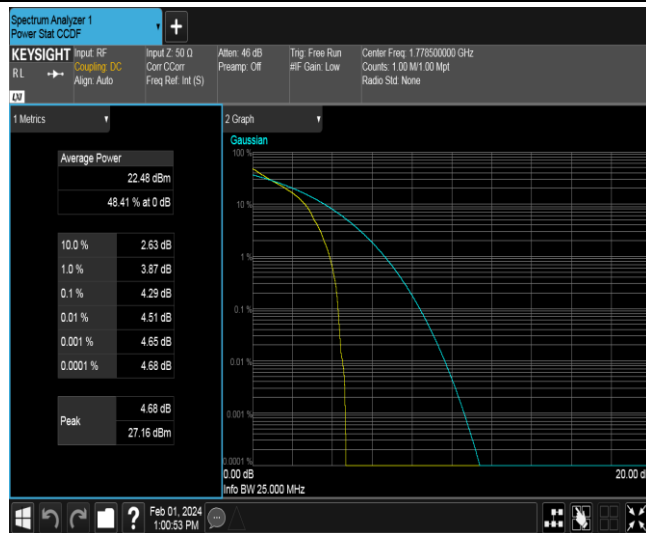 Spectrum Analyzer 1
Power Stat CCDF
KEYSIGHT
RL
Input: RF
Coupling: DC
Align: Auto
Input Z: 50 Ω
Corr CCorr
Freq Ref: Int (S)
Atten: 46 dB
Preamp: Off
Trig: Free Run
#IF Gain: Low
Center Freq: 1.778500000 GHz
Counts: 1.00 M/1.00 Mpt
Radio Std: None
1 Metrics
Average Power
22.48 dBm
48.41 % at 0 dB
10.0 % 2.63 dB
1.0 % 3.87 dB
0.1 % 4.29 dB
0.01 % 4.51 dB
0.001 % 4.65 dB
0.0001 % 4.68 dB
Peak
4.68 dB
27.16 dBm
2 Graph
Gaussian
100 %
10 %
1 %
0.1 %
0.01 %
0.001 %
0.0001 %
0.00 dB
20.00 d
Info BW 25.000 MHz
?
Feb 01, 2024
1:00:53 PM